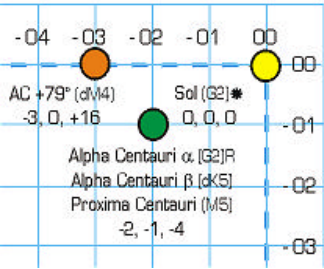 -04 -03 -02 -01 00
00
AC +79° (dM4) Sol (G2)✷
-3, 0, +16 0, 0, 0
-01
Alpha Centauri α (G2)R
Alpha Centauri β (dK5)
-02
Proxima Centauri (M5)
-2, -1, -4
-03